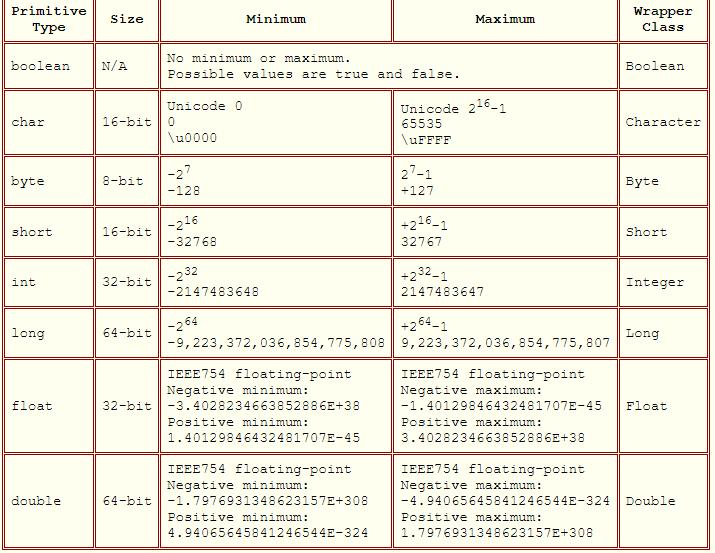 Primitive Type Size Minimum Maximum Wrapper Class
boolean N/A No minimum or maximum. Boolean
Possible values are true and false.
char 16-bit Unicode 0 Unicode 2^16-1 Character
0 65535
\u0000 \uFFFF
byte 8-bit -2^7 2^7-1 Byte
-128 +127
short 16-bit -2^16 +2^16-1 Short
-32768 32767
int 32-bit -2^32 +2^32-1 Integer
-2147483648 2147483647
long 64-bit -2^64 +2^64-1 Long
-9,223,372,036,854,775,808 9,223,372,036,854,775,807
float 32-bit IEEE754 floating-point IEEE754 floating-point Float
Negative minimum: Negative maximum:
-3.4028234663852886E+38 -1.40129846432481707E-45
Positive minimum: Positive maximum:
1.40129846432481707E-45 3.4028234663852886E+38
double 64-bit IEEE754 floating-point IEEE754 floating-point Double
Negative minimum: Negative maximum:
-1.7976931348623157E+308 -4.94065645841246544E-324
Positive minimum: Positive maximum:
4.94065645841246544E-324 1.7976931348623157E+308